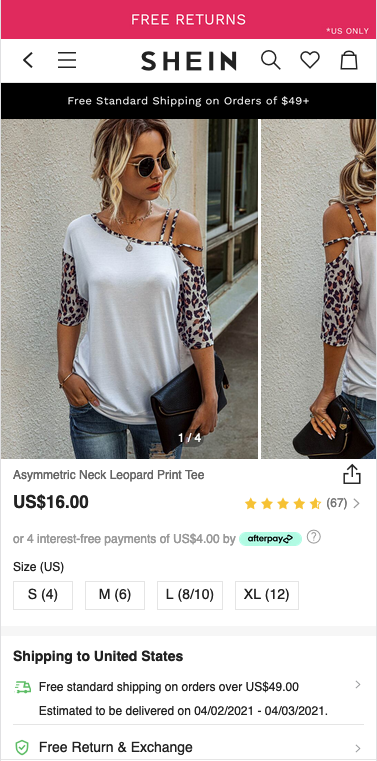 FREE RETURNS
*US ONLY
SHEIN
Free Standard Shipping on Orders of $49+
1 / 4
Asymmetric Neck Leopard Print Tee
US$16.00
(67)
or 4 interest-free payments of US$4.00 by afterpay ?
Size (US)
S (4) M (6) L (8/10) XL (12)
Shipping to United States
Free standard shipping on orders over US$49.00
Estimated to be delivered on 04/02/2021 - 04/03/2021.
Free Return & Exchange